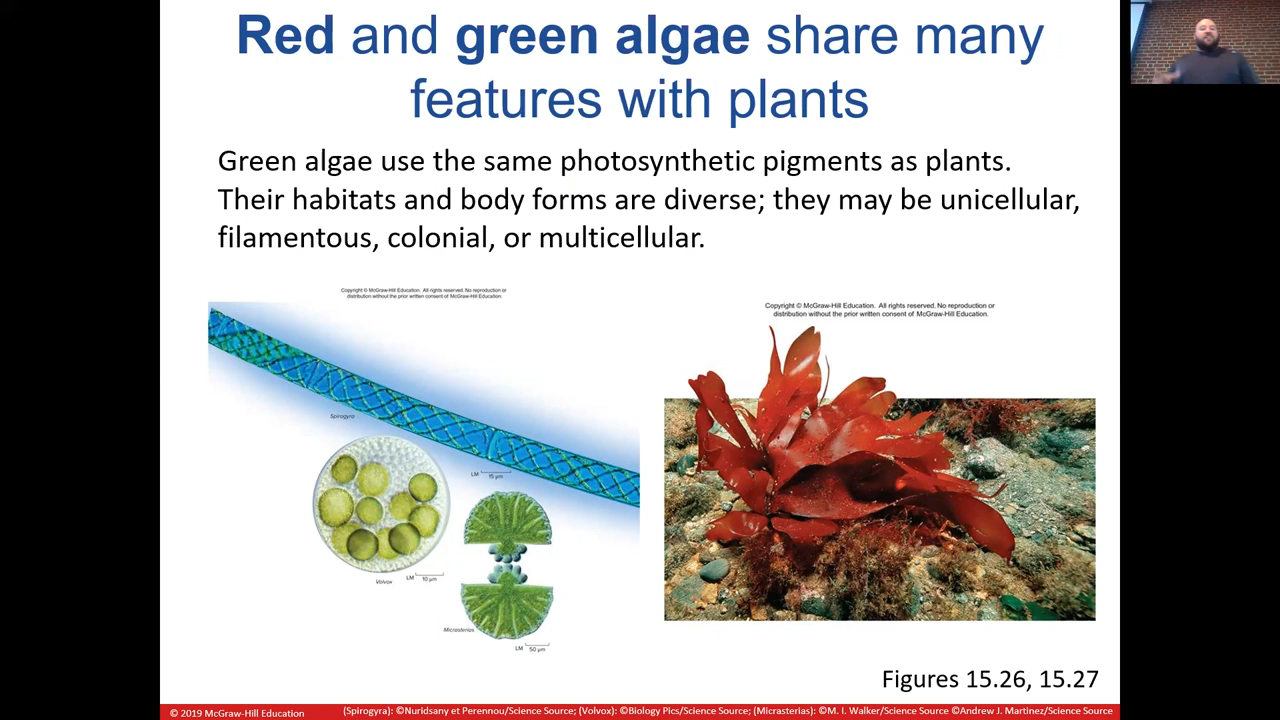 Red and green algae share many
features with plants
Green algae use the same photosynthetic pigments as plants.
Their habitats and body forms are diverse; they may be unicellular,
filamentous, colonial, or multicellular.
Copyright © McGraw-Hill Education. All rights reserved. No reproduction or
distribution without the prior written consent of McGraw-Hill Education.
Spirogyra
LM 15 µm
Volvox
LM 10 µm
Micrasterias
LM 50 µm
Copyright © McGraw-Hill Education. All rights reserved. No reproduction or
distribution without the prior written consent of McGraw-Hill Education.
Figures 15.26, 15.27
© 2019 McGraw-Hill Education
(Spirogyra): ©Nuridsany et Perennou/Science Source; (Volvox): ©Biology Pics/Science Source; (Micrasterias): ©M. I. Walker/Science Source ©Andrew J. Martinez/Science Source